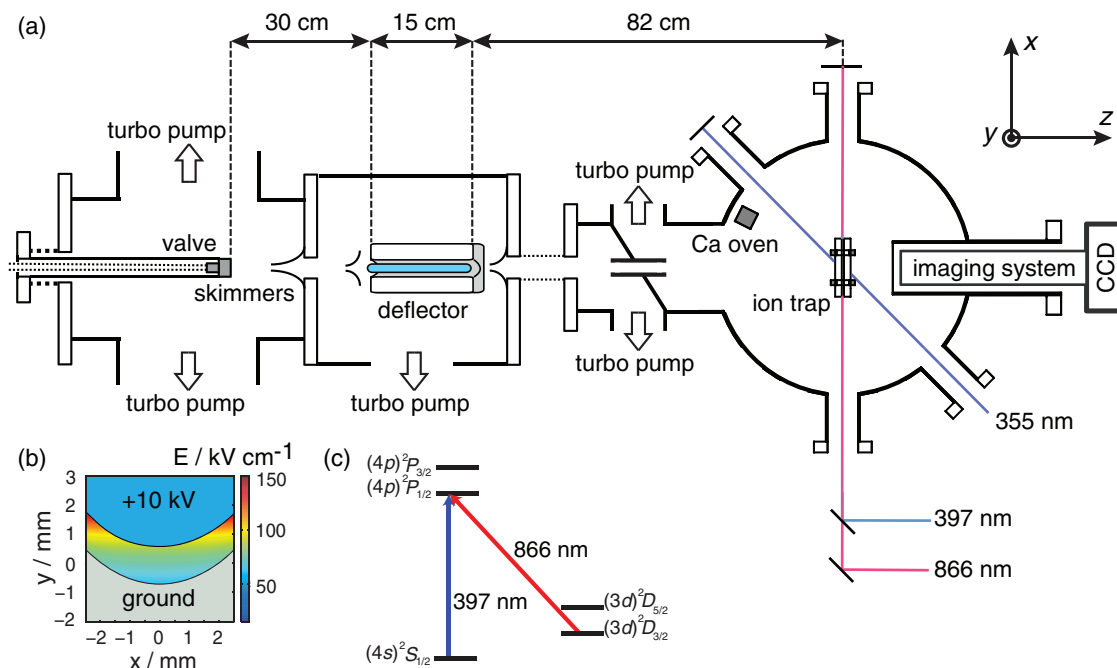 (a)
30 cm
15 cm
82 cm
x
y
z
turbo pump
turbo pump
valve
skimmers
deflector
Ca oven
ion trap
imaging system
CCD
turbo pump
turbo pump
turbo pump
355 nm
397 nm
866 nm
(b)
E / kV cm⁻¹
+10 kV
ground
3
2
1
0
−1
−2
y / mm
−2 −1 0 1 2
x / mm
150
100
50
(c)
(4p)²P₃/₂
(4p)²P₁/₂
866 nm
397 nm
(3d)²D₅/₂
(3d)²D₃/₂
(4s)²S₁/₂